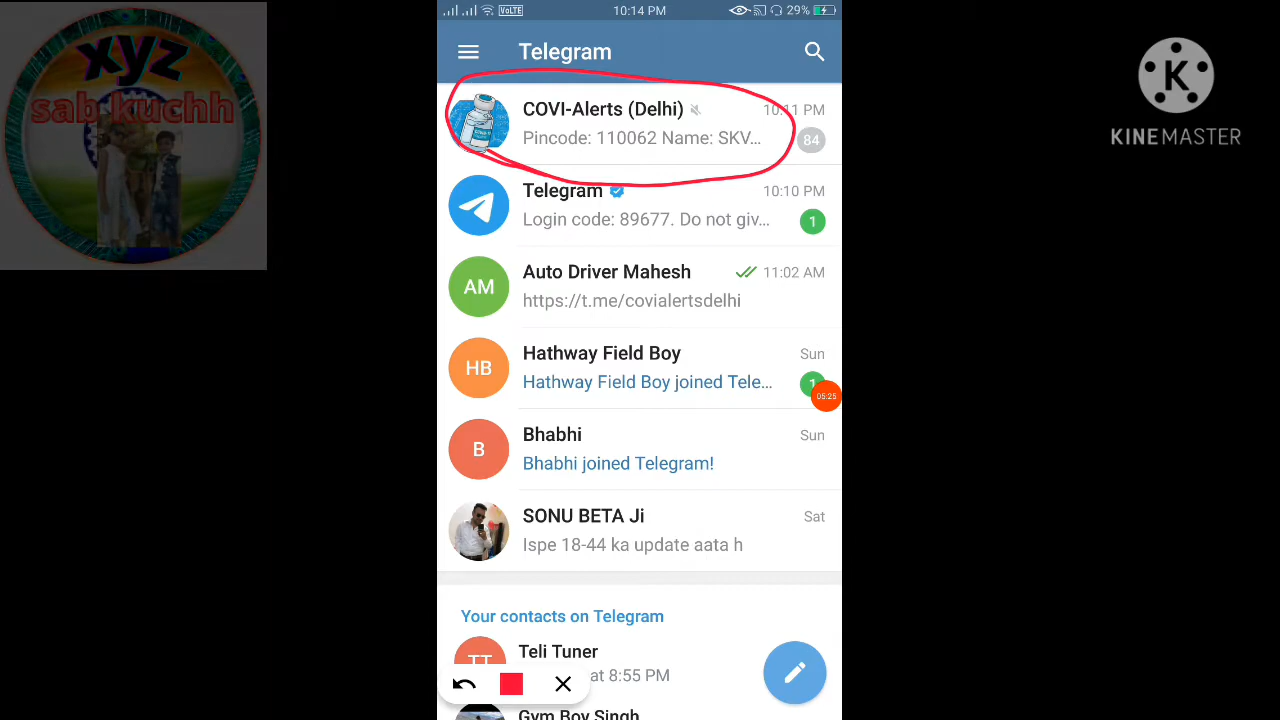 xyz
sab kuchh
VoLTE
10:14 PM
29%
Telegram
COVI-Alerts (Delhi)
10:11 PM
Pincode: 110062 Name: SKV...
84
Telegram
10:10 PM
Login code: 89677. Do not giv...
1
AM
Auto Driver Mahesh
11:02 AM
https://t.me/covialertsdelhi
HB
Hathway Field Boy
Sun
Hathway Field Boy joined Tele...
1
05:25
B
Bhabhi
Sun
Bhabhi joined Telegram!
SONU BETA Ji
Sat
Ispe 18-44 ka update aata h
Your contacts on Telegram
TT
Teli Tuner
at 8:55 PM
Gym Boy Singh
K
KINEMASTER